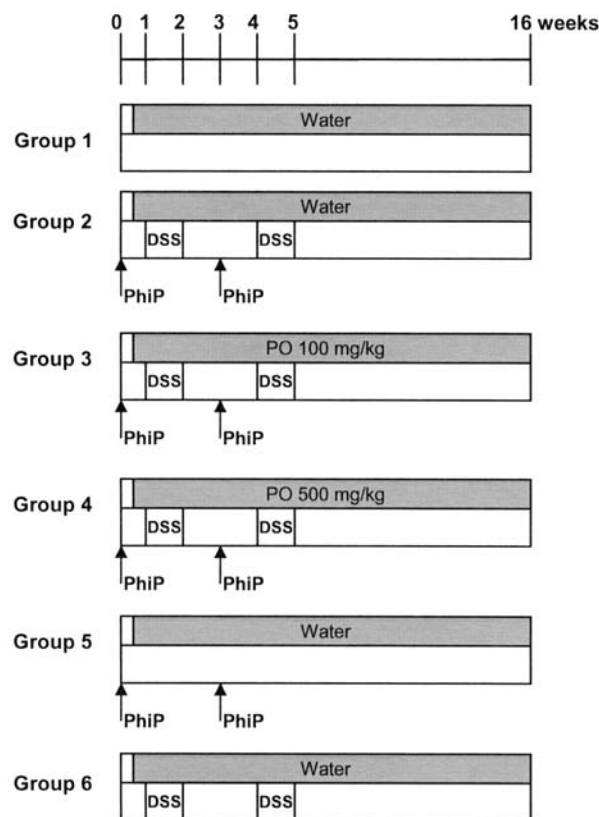 0 1 2 3 4 5 16 weeks
Water
Group 1
Water
Group 2
DSS DSS
PhiP PhiP
PO 100 mg/kg
Group 3
DSS DSS
PhiP PhiP
PO 500 mg/kg
Group 4
DSS DSS
PhiP PhiP
Water
Group 5
PhiP PhiP
Water
Group 6
DSS DSS